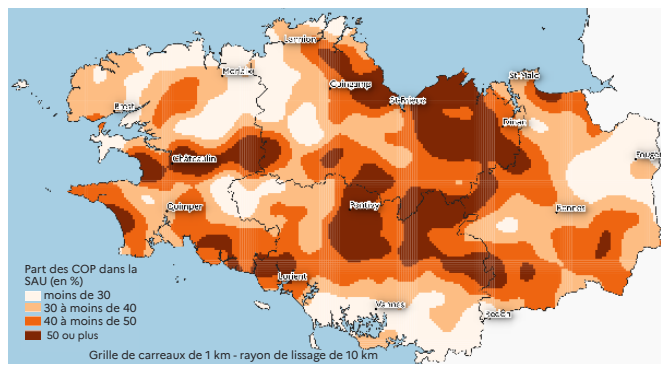 Lannion
Morlaix
Guingamp
St-Malo
St-Brieuc
Brest
Dinan
Fouger
Châteaulin
Quimper
Pontivy
Rennes
Part des COP dans la
SAU (en %)
moins de 30
30 à moins de 40
40 à moins de 50
50 ou plus
Lorient
Vannes
Redon
Grille de carreaux de 1 km - rayon de lissage de 10 km